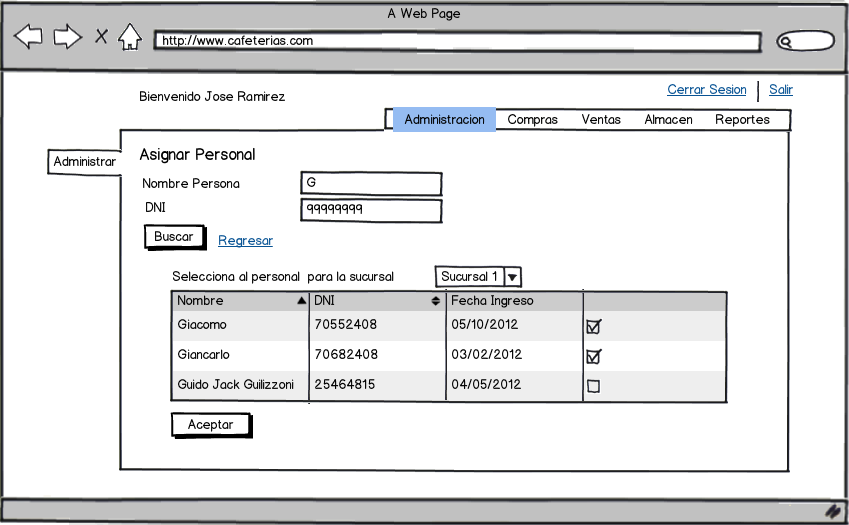 A Web Page
http://www.cafeterias.com
Cerrar Sesion | Salir
Bienvenido Jose Ramirez
Administracion Compras Ventas Almacen Reportes
Administrar
Asignar Personal
Nombre Persona G
DNI 99999999
Buscar Regresar
Selecciona al personal para la sucursal Sucursal 1
Nombre DNI Fecha Ingreso
Giacomo 70552408 05/10/2012
Giancarlo 70682408 03/02/2012
Guido Jack Guilizzoni 25464815 04/05/2012
Aceptar